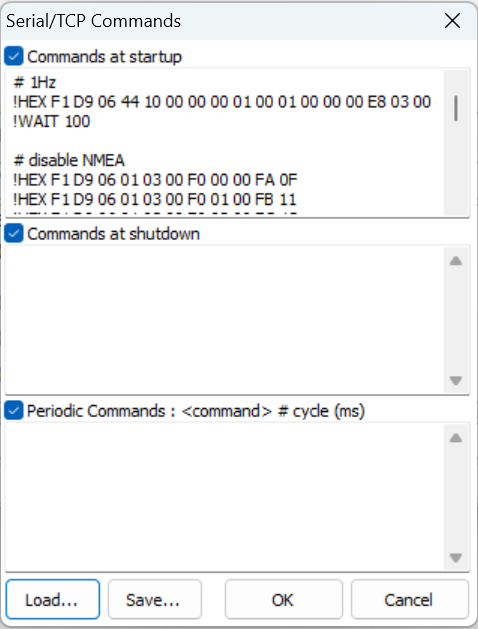 Serial/TCP Commands
Commands at startup
# 1Hz
!HEX F1 D9 06 44 10 00 00 00 01 00 01 00 00 00 E8 03 00
!WAIT 100
# disable NMEA
!HEX F1 D9 06 01 03 00 F0 00 00 FA 0F
!HEX F1 D9 06 01 03 00 F0 01 00 FB 11
Commands at shutdown
Periodic Commands : <command> # cycle (ms)
Load...
Save...
OK
Cancel